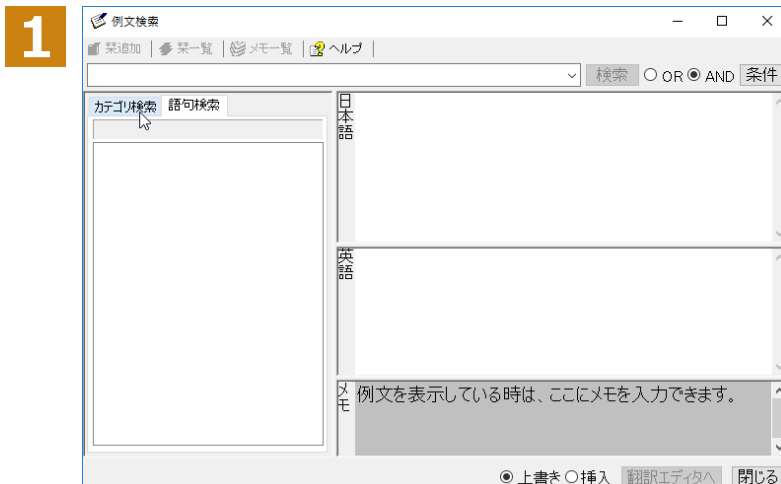 1
例文検索
栞追加 栞一覧 メモ一覧 ヘルプ
検索 OR AND 条件
カテゴリ検索 語句検索
日本語
英語
メモ
例文を表示している時は、ここにメモを入力できます。
上書き 挿入 翻訳エディタへ 閉じる